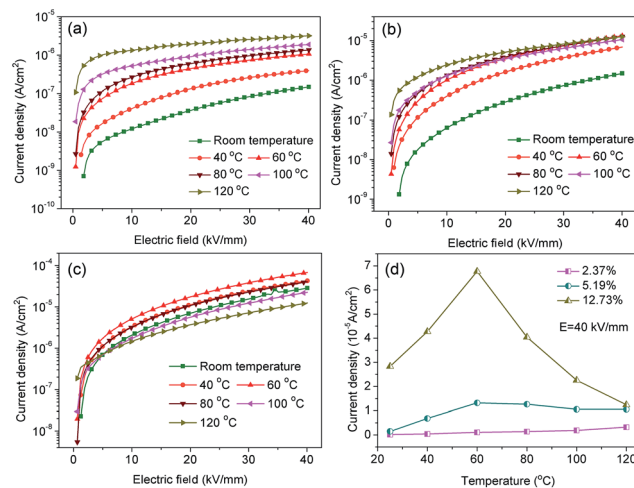 (a)
Current density (A/cm²)
10⁻⁵
10⁻⁶
10⁻⁷
10⁻⁸
10⁻⁹
10⁻¹⁰
Room temperature
40 °C 60 °C
80 °C 100 °C
120 °C
0 10 20 30 40
Electric field (kV/mm)
(b)
Current density (A/cm²)
10⁻⁴
10⁻⁵
10⁻⁶
10⁻⁷
10⁻⁸
10⁻⁹
Room temperature
40 °C 60 °C
80 °C 100 °C
120 °C
0 10 20 30 40
Electric field (kV/mm)
(c)
Current density (A/cm²)
10⁻⁴
10⁻⁵
10⁻⁶
10⁻⁷
10⁻⁸
Room temperature
40 °C 60 °C
80 °C 100 °C
120 °C
0 10 20 30 40
Electric field (kV/mm)
(d)
Current density (10⁻⁵A/cm²)
7
6
5
4
3
2
1
0
2.37%
5.19%
12.73%
E=40 kV/mm
20 40 60 80 100 120
Temperature (°C)